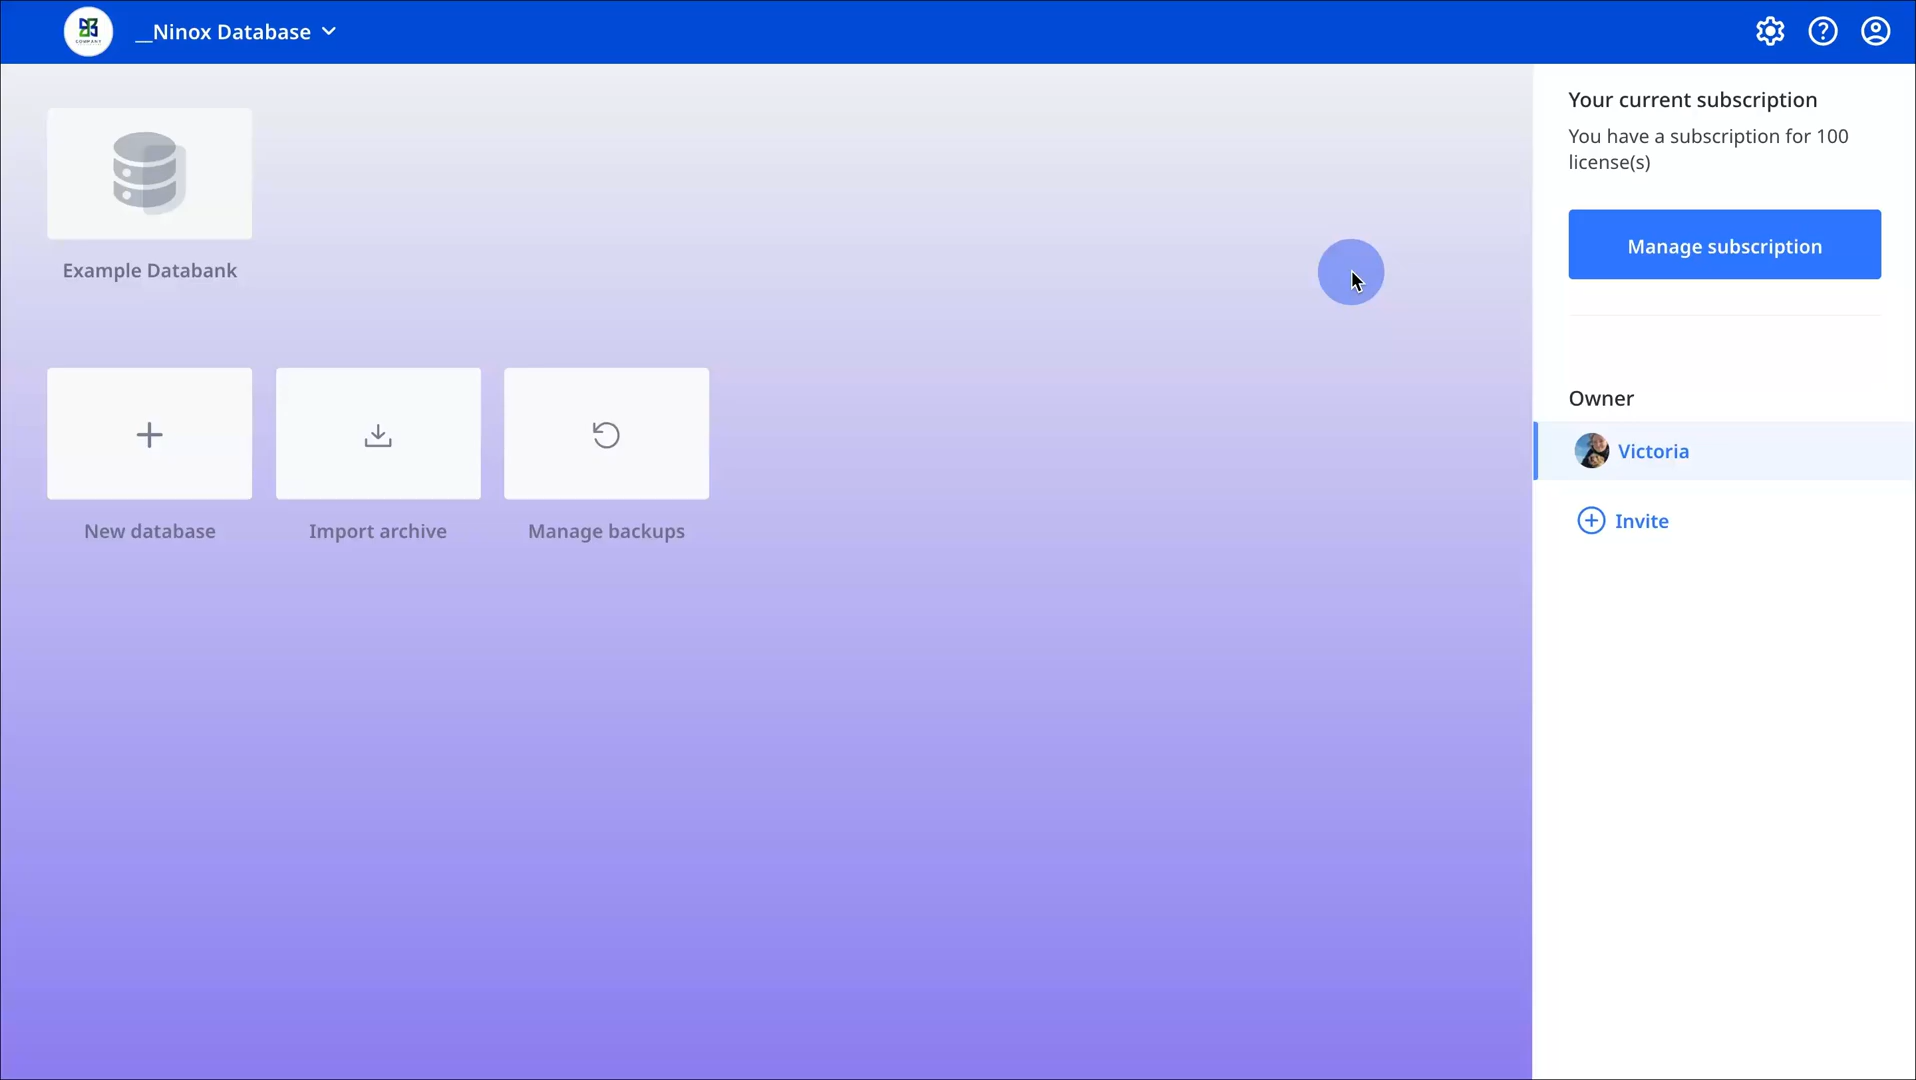 __Ninox Database
Your current subscription
You have a subscription for 100
license(s)
Manage subscription
Example Databank
Owner
Victoria
Invite
New database
Import archive
Manage backups